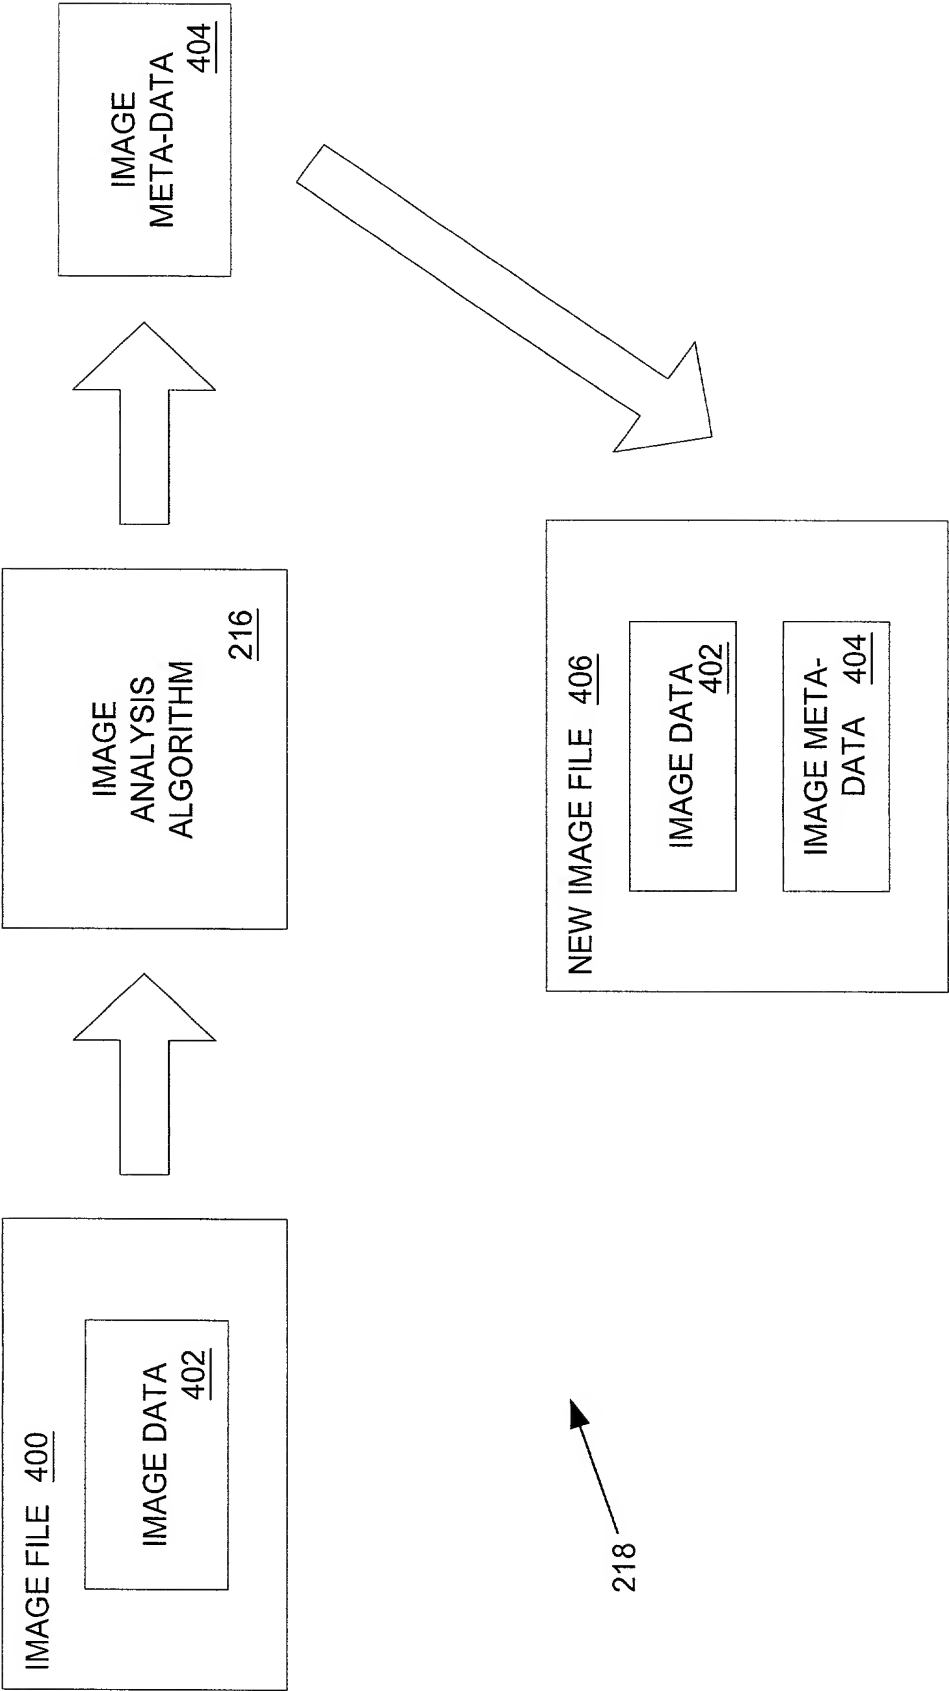 IMAGE FILE 400
IMAGE DATA
402
IMAGE
ANALYSIS
ALGORITHM
216
IMAGE
META-DATA
404
218
NEW IMAGE FILE 406
IMAGE DATA
402
IMAGE META-
DATA 404